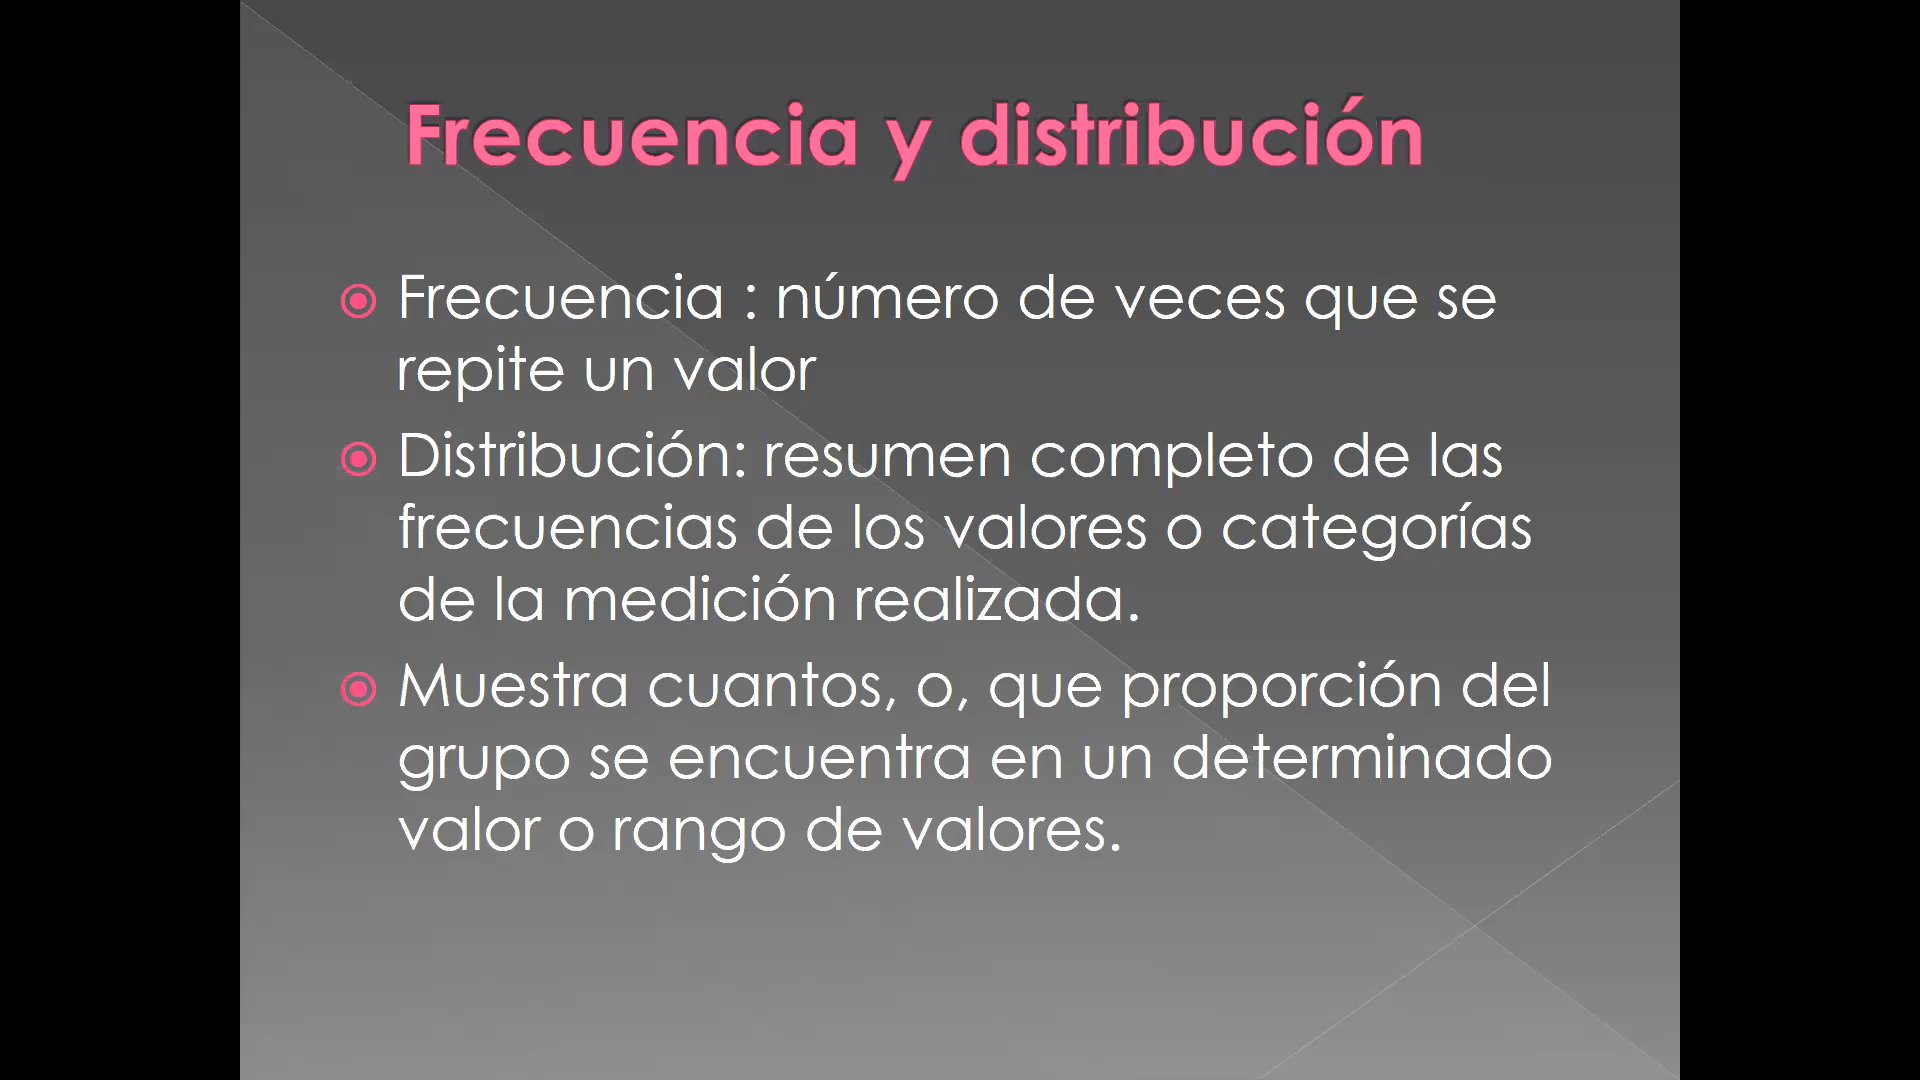 Frecuencia y distribución
Frecuencia : número de veces que se
repite un valor
Distribución: resumen completo de las
frecuencias de los valores o categorías
de la medición realizada.
Muestra cuantos, o, que proporción del
grupo se encuentra en un determinado
valor o rango de valores.